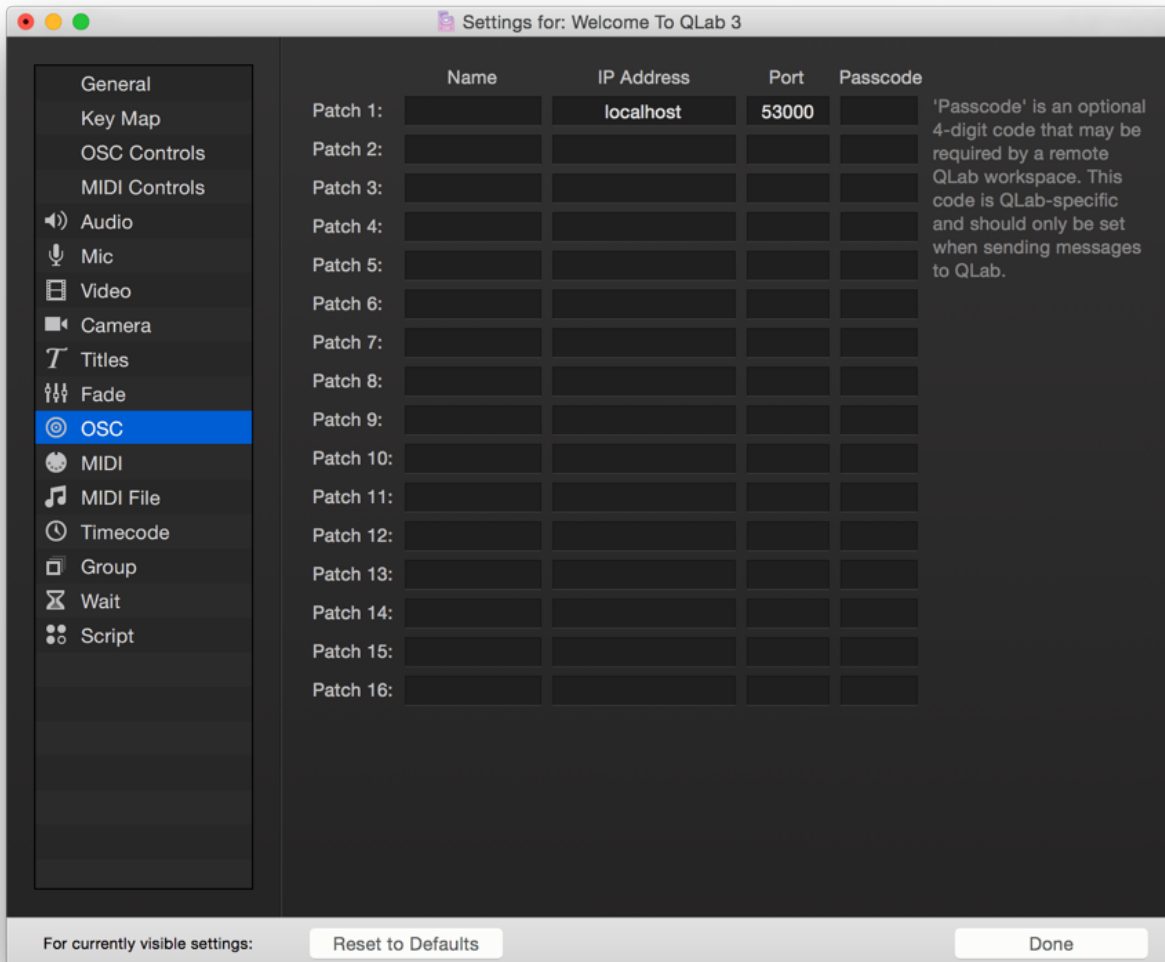 Settings for: Welcome To QLab 3
General
Key Map
OSC Controls
MIDI Controls
Audio
Mic
Video
Camera
Titles
Fade
OSC
MIDI
MIDI File
Timecode
Group
Wait
Script
Name IP Address Port Passcode
Patch 1: localhost 53000
Patch 2:
Patch 3:
Patch 4:
Patch 5:
Patch 6:
Patch 7:
Patch 8:
Patch 9:
Patch 10:
Patch 11:
Patch 12:
Patch 13:
Patch 14:
Patch 15:
Patch 16:
'Passcode' is an optional
4-digit code that may be
required by a remote
QLab workspace. This
code is QLab-specific
and should only be set
when sending messages
to QLab.
For currently visible settings: Reset to Defaults Done